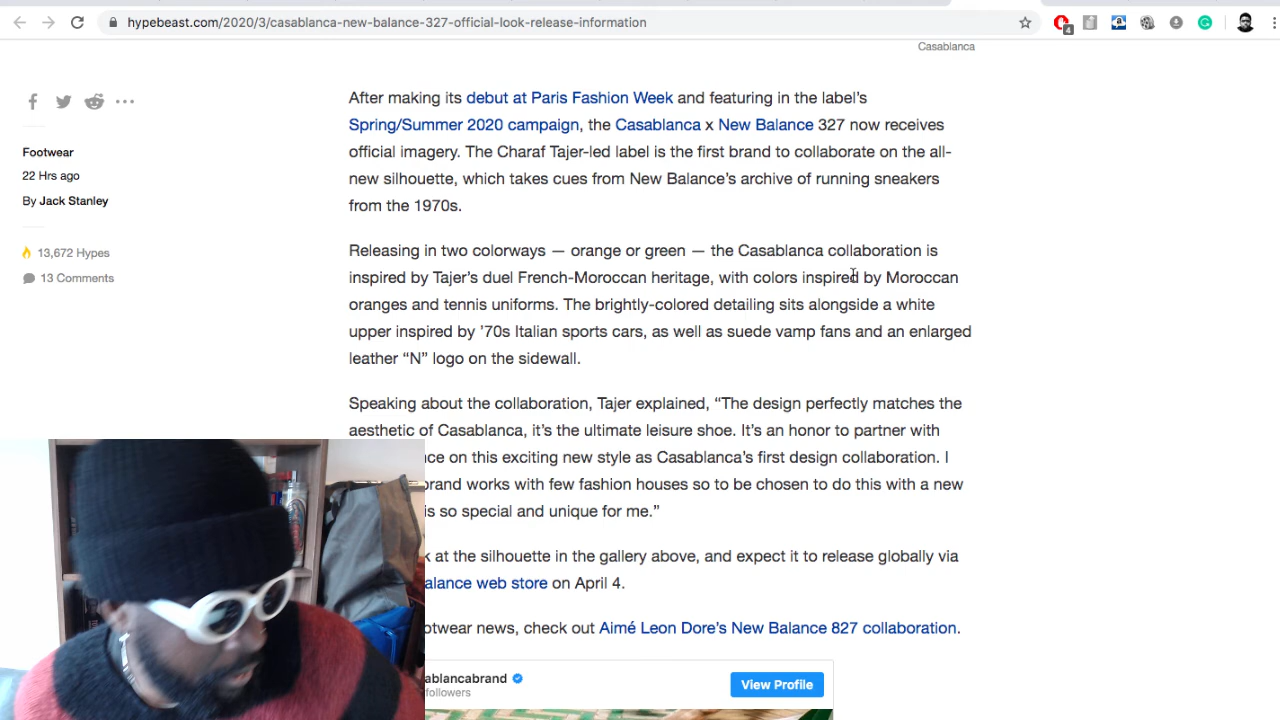 hypebeast.com/2020/3/casablanca-new-balance-327-official-look-release-information
4
Casablanca
After making its debut at Paris Fashion Week and featuring in the label's
Spring/Summer 2020 campaign, the Casablanca x New Balance 327 now receives
official imagery. The Charaf Tajer-led label is the first brand to collaborate on the all-
new silhouette, which takes cues from New Balance's archive of running sneakers
from the 1970s.
Footwear
22 Hrs ago
By Jack Stanley
13,672 Hypes
13 Comments
Releasing in two colorways — orange or green — the Casablanca collaboration is
inspired by Tajer's duel French-Moroccan heritage, with colors inspired by Moroccan
oranges and tennis uniforms. The brightly-colored detailing sits alongside a white
upper inspired by '70s Italian sports cars, as well as suede vamp fans and an enlarged
leather “N” logo on the sidewall.
Speaking about the collaboration, Tajer explained, “The design perfectly matches the
aesthetic of Casablanca, it's the ultimate leisure shoe. It's an honor to partner with
ce on this exciting new style as Casablanca's first design collaboration. I
rand works with few fashion houses so to be chosen to do this with a new
is so special and unique for me.”
k at the silhouette in the gallery above, and expect it to release globally via
alance web store on April 4.
otwear news, check out Aimé Leon Dore's New Balance 827 collaboration.
ablancabrand
followers
View Profile